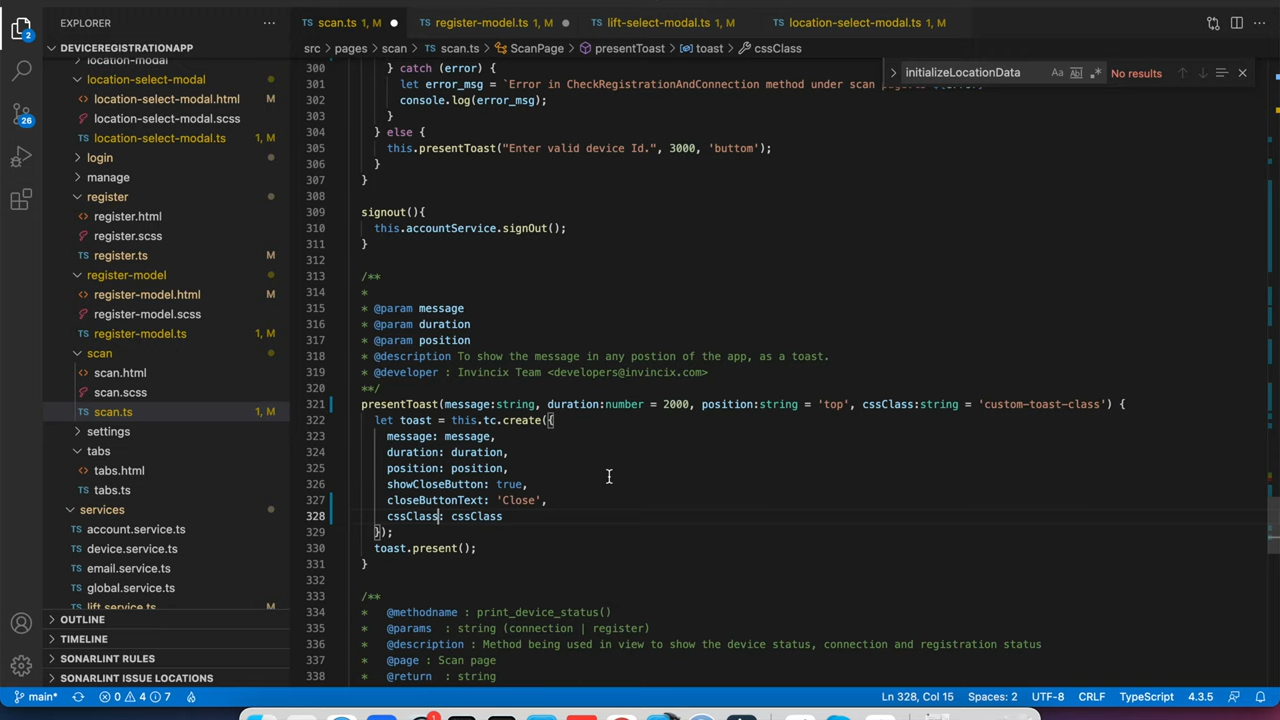 scan.ts 1, M
register-model.ts 1, M
lift-select-modal.ts 1, M
location-select-modal.ts 1, M
EXPLORER
src > pages > scan > TS scan.ts > ScanPage > presentToast > toast > cssClass
initializeLocationData
No results
DEVICEREGISTRATIONAPP
location-modal
location-select-modal
location-select-modal.html
location-select-modal.scss
location-select-modal.ts 1, M
login
manage
register
register.html M
register.scss
register.ts M
register-model
register-model.html M
register-model.scss
register-model.ts 1, M
scan
scan.html
scan.scss
scan.ts 1, M
settings
tabs
tabs.html
tabs.ts
services
account.service.ts
device.service.ts
email.service.ts
global.service.ts
lift.service.ts M
OUTLINE
TIMELINE
SONARLINT RULES
SONARLINT ISSUE LOCATIONS
2
26
300 } catch (error) {
301 let error_msg = `Error in CheckRegistrationAndConnection method under scan
302 console.log(error_msg);
303 }
304 } else {
305 this.presentToast("Enter valid device Id.", 3000, 'buttom');
306 }
307 }
308
309 signout(){
310 this.accountService.signOut();
311 }
312
313 /**
314 *
315 * @param message
316 * @param duration
317 * @param position
318 * @description To show the message in any postion of the app, as a toast.
319 * @developer : Invincix Team <developers@invincix.com>
320 **/
321 presentToast(message:string, duration:number = 2000, position:string = 'top', cssClass:string = 'custom-toast-class') {
322 let toast = this.tc.create({
323 message: message,
324 duration: duration,
325 position: position,
326 showCloseButton: true,
327 closeButtonText: 'Close',
328 cssClass: cssClass
329 });
330 toast.present();
331 }
332
333 /**
334 * @methodname : print_device_status()
335 * @params : string (connection | register)
336 * @description : Method being used in view to show the device status, connection and registration status
337 * @page : Scan page
338 * @return : string
main* 0 4 7 Ln 328, Col 15 Spaces: 2 UTF-8 CRLF TypeScript 4.3.5